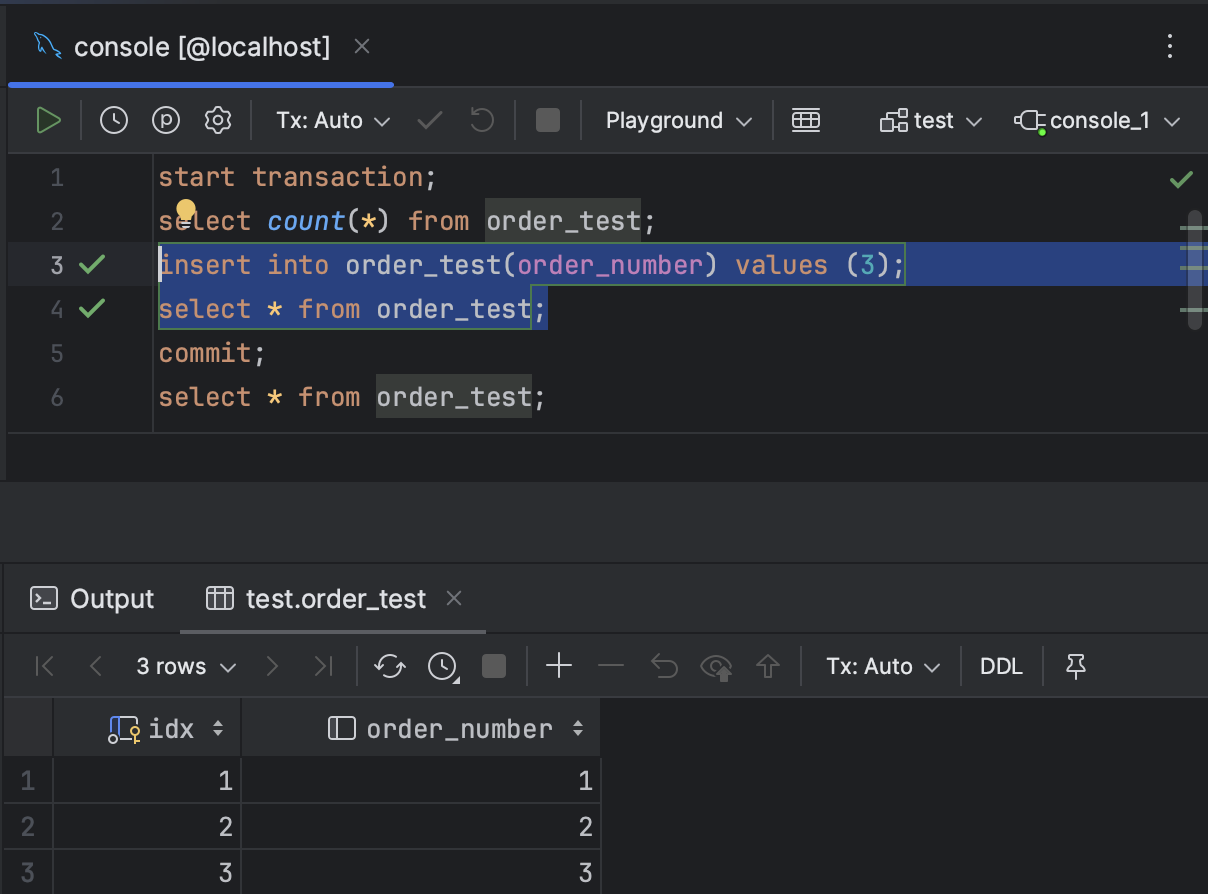 console [@localhost]
Tx: Auto Playground test console_1
1 start transaction;
2 select count(*) from order_test;
3 insert into order_test(order_number) values (3);
4 select * from order_test;
5 commit;
6 select * from order_test;
Output test.order_test
3 rows Tx: Auto DDL
idx order_number
1 1 1
2 2 2
3 3 3